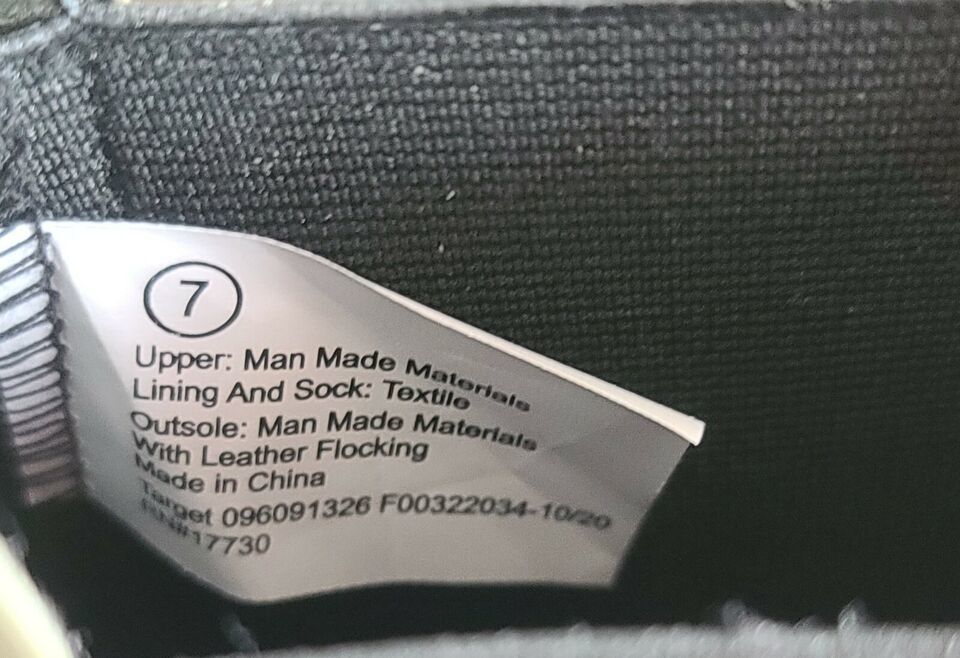 7
Upper: Man Made Materials
Lining And Sock: Textile
Outsole: Man Made Materials
With Leather Flocking
Made in China
Target 096091326 F00322034-10/20
RN#17730